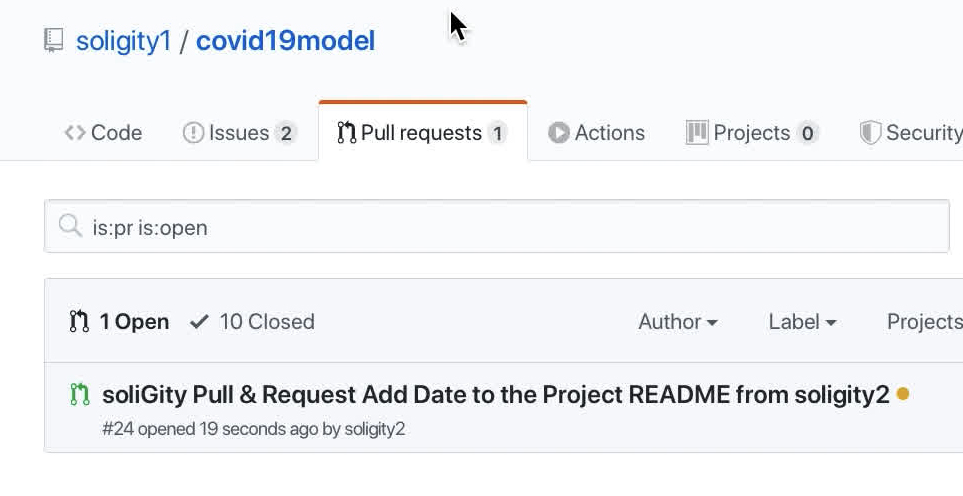 soligity1 / covid19model
Code Issues 2 Pull requests 1 Actions Projects 0 Security
is:pr is:open
1 Open 10 Closed Author Label Projects
soliGity Pull & Request Add Date to the Project README from soligity2
#24 opened 19 seconds ago by soligity2